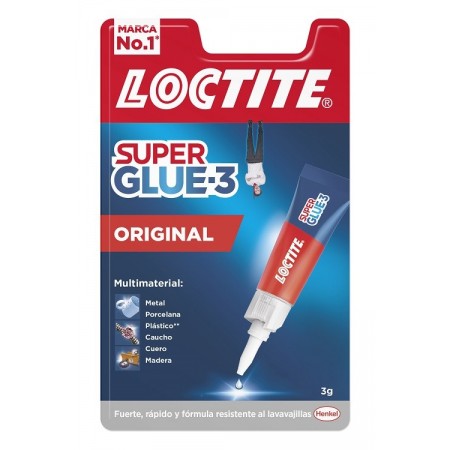 MARCA
No.1*
LOCTITE®
SUPER
GLUE-3
ORIGINAL
SUPER
GLUE-3
LOCTITE®
Multimaterial:
Metal
Porcelana
Plástico**
Caucho
Cuero
Madera
3g
Fuerte, rápido y fórmula resistente al lavavajillas
Henkel